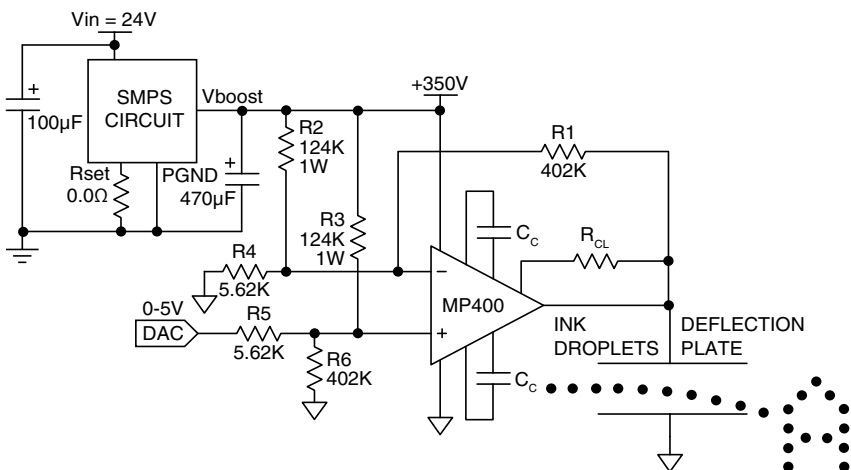 Vin = 24V
+
100µF
SMPS
CIRCUIT
Vboost
+350V
R2
124K
1W
R1
402K
Rset
0.0Ω
PGND
+
470µF
R3
124K
1W
C_C
R_CL
R4
5.62K
−
MP400
+
0-5V
DAC
R5
5.62K
R6
402K
C_C
INK
DROPLETS
DEFLECTION
PLATE